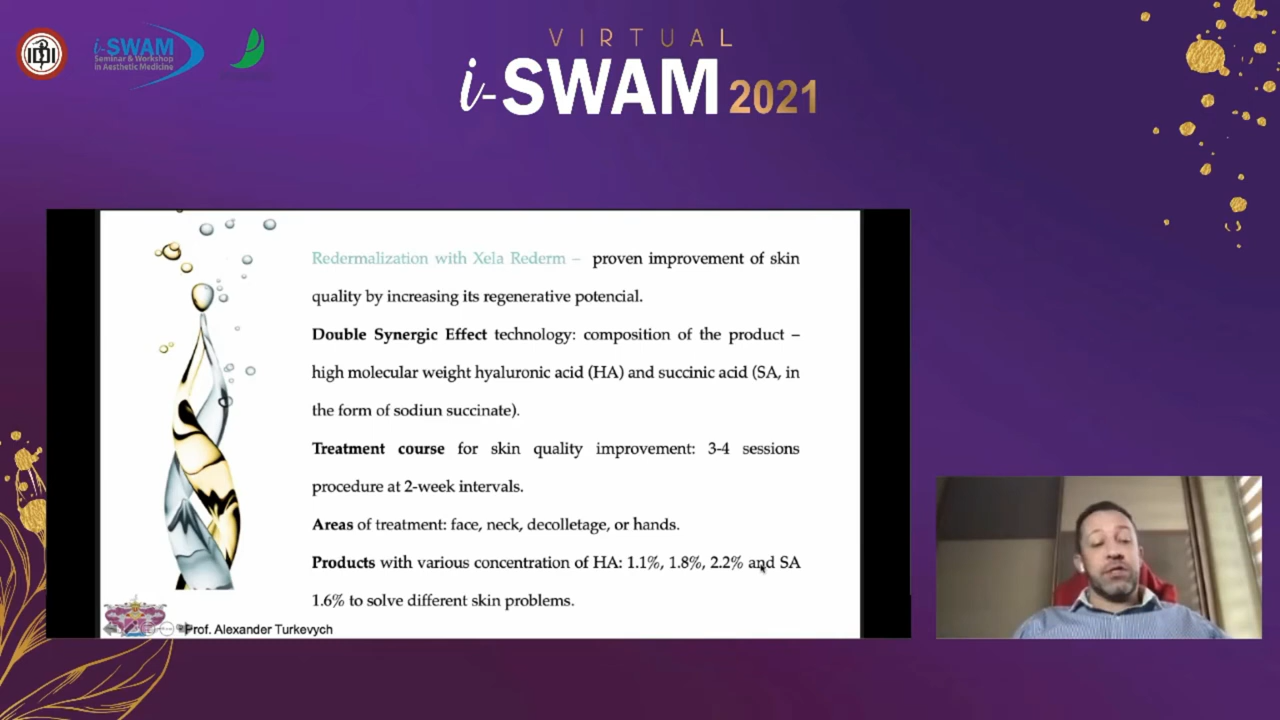 i-SWAM
Seminar & Workshop
in Aesthetic Medicine
VIRTUAL
i-SWAM 2021
Redermalization with Xela Rederm – proven improvement of skin
quality by increasing its regenerative potencial.
Double Synergic Effect technology: composition of the product –
high molecular weight hyaluronic acid (HA) and succinic acid (SA, in
the form of sodiun succinate).
Treatment course for skin quality improvement: 3-4 sessions
procedure at 2-week intervals.
Areas of treatment: face, neck, decolletage, or hands.
Products with various concentration of HA: 1.1%, 1.8%, 2.2% and SA
1.6% to solve different skin problems.
Prof. Alexander Turkevych